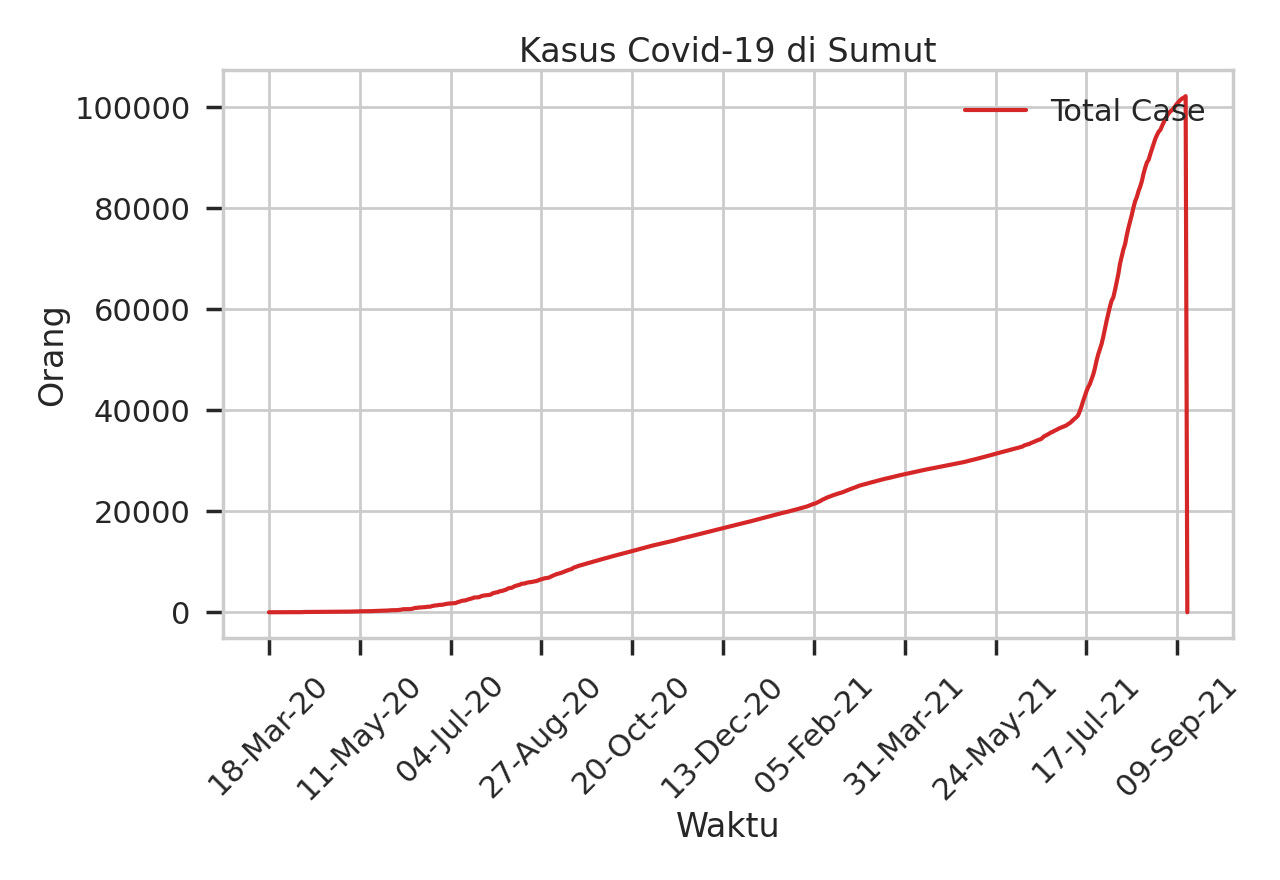 Kasus Covid-19 di Sumut
Total Case
100000
80000
60000
40000
20000
0
Orang
18-Mar-20
11-May-20
04-Jul-20
27-Aug-20
20-Oct-20
13-Dec-20
05-Feb-21
31-Mar-21
24-May-21
17-Jul-21
09-Sep-21
Waktu